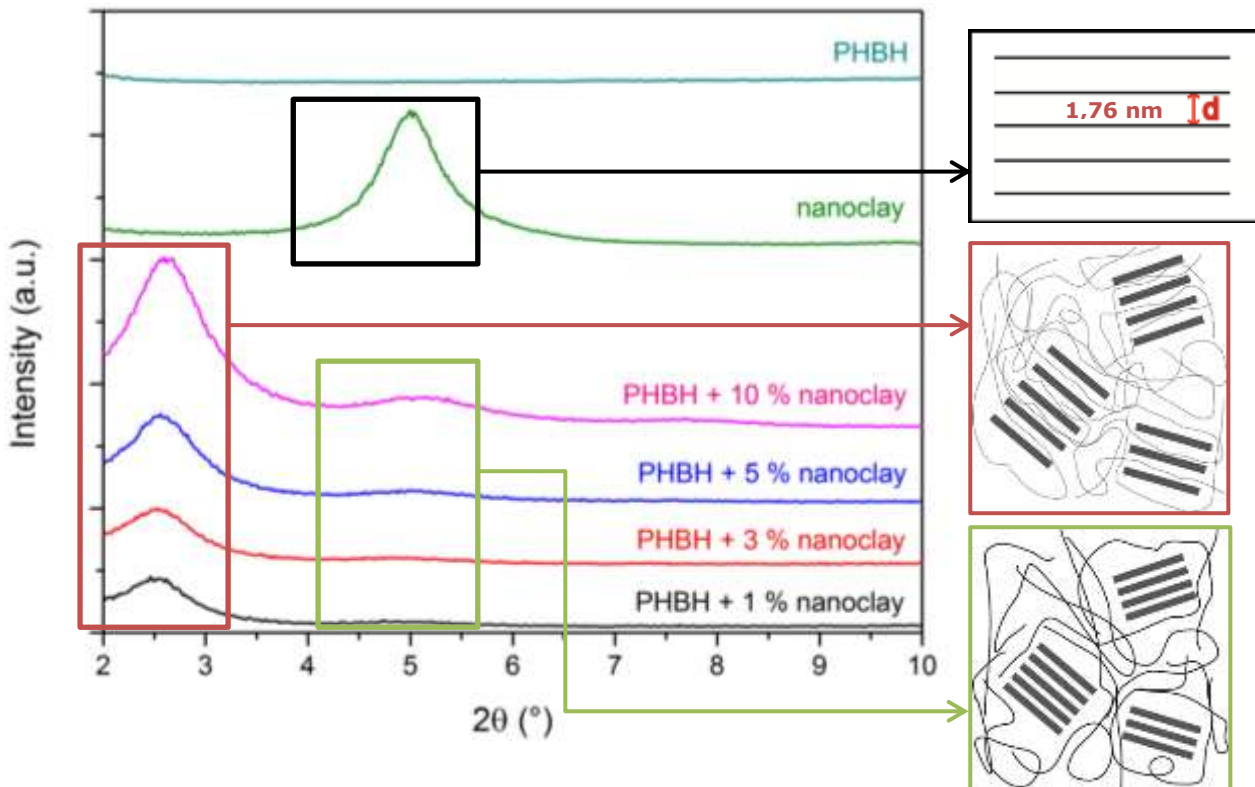 PHBH
1,76 nm
d
nanoclay
Intensity (a.u.)
PHBH + 10 % nanoclay
PHBH + 5 % nanoclay
PHBH + 3 % nanoclay
PHBH + 1 % nanoclay
2 3 4 5 6 7 8 9 10
2θ (°)